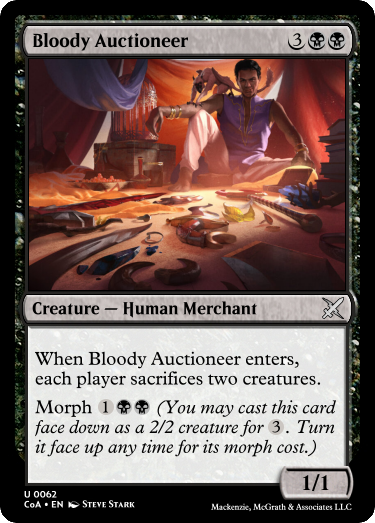 Bloody Auctioneer 3
Creature — Human Merchant
When Bloody Auctioneer enters,
each player sacrifices two creatures.
Morph 1 (You may cast this card
face down as a 2/2 creature for 3. Turn
it face up any time for its morph cost.)
1/1
U 0062
CoA • EN Steve Stark
Mackenzie, McGrath & Associates LLC